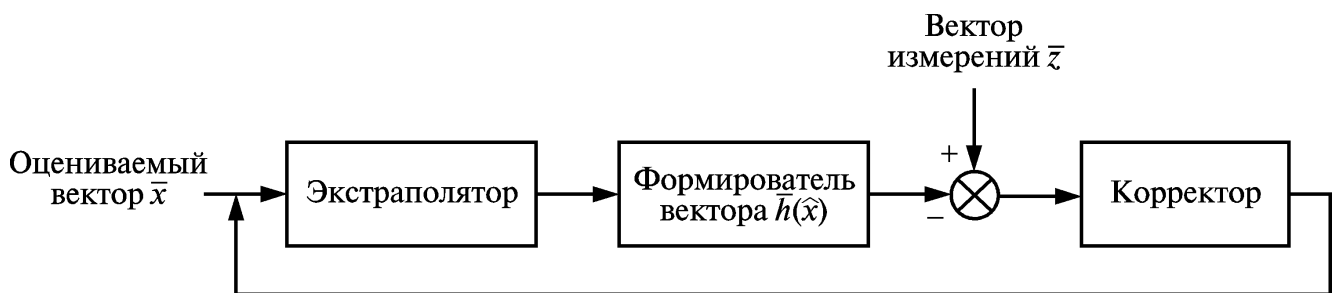 Вектор
измерений z̅
Оцениваемый
вектор x̅
Экстраполятор
Формирователь
вектора h̅(x̂)
+
−
Корректор